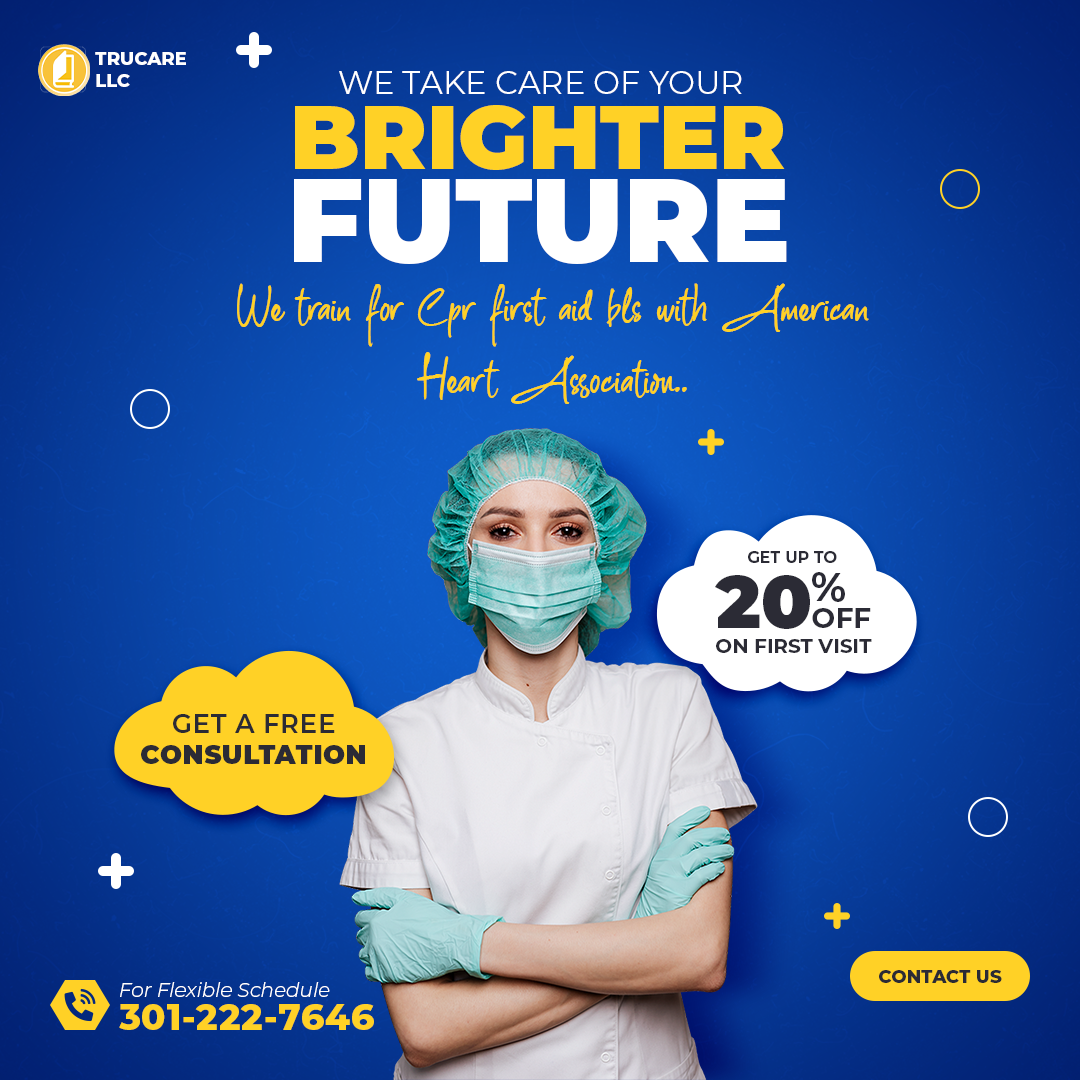 TRUCARE
LLC
WE TAKE CARE OF YOUR
BRIGHTER
FUTURE
We train for Cpr first aid bls with American
Heart Association..
GET UP TO
20% OFF
ON FIRST VISIT
GET A FREE
CONSULTATION
For Flexible Schedule
301-222-7646
CONTACT US